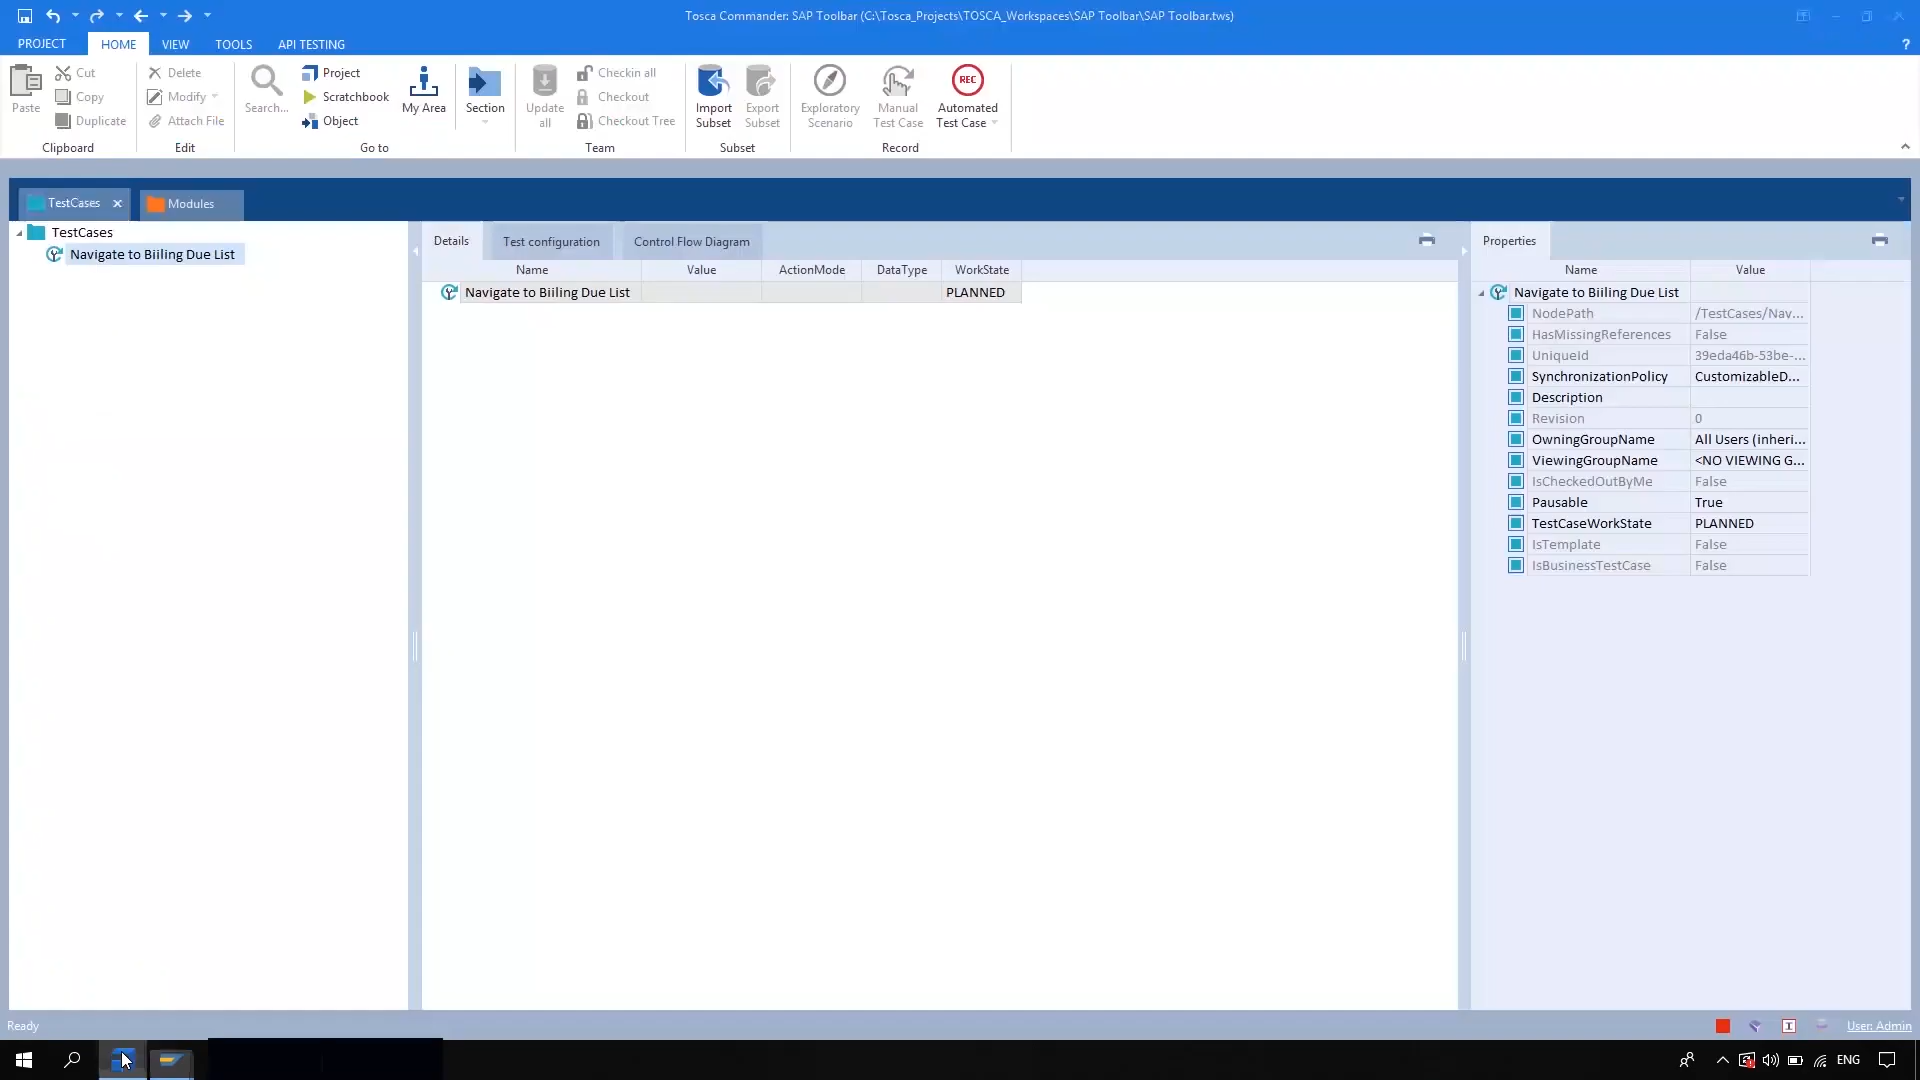 Tosca Commander: SAP Toolbar (C:\Tosca_Projects\TOSCA_Workspaces\SAP Toolbar\SAP Toolbar.tws)
PROJECT HOME VIEW TOOLS API TESTING ?
Paste
Cut
Copy
Duplicate
Clipboard
Delete
Modify
Attach File
Edit
Search...
Project
Scratchbook
Object
My Area
Section
Go to
Update all
Checkin all
Checkout
Checkout Tree
Team
Import Subset
Export Subset
Subset
Exploratory Scenario
Manual Test Case
REC
Automated Test Case
Record
TestCases Modules
TestCases
Navigate to Biiling Due List
Details Test configuration Control Flow Diagram
Name Value ActionMode DataType WorkState
Navigate to Biiling Due List PLANNED
Properties
Name Value
Navigate to Biiling Due List
NodePath /TestCases/Nav...
HasMissingReferences False
UniqueId 39eda46b-53be-...
SynchronizationPolicy CustomizableD...
Description
Revision 0
OwningGroupName All Users (inheri...
ViewingGroupName <NO VIEWING G...
IsCheckedOutByMe False
Pausable True
TestCaseWorkState PLANNED
IsTemplate False
IsBusinessTestCase False
Ready
User: Admin
ENG